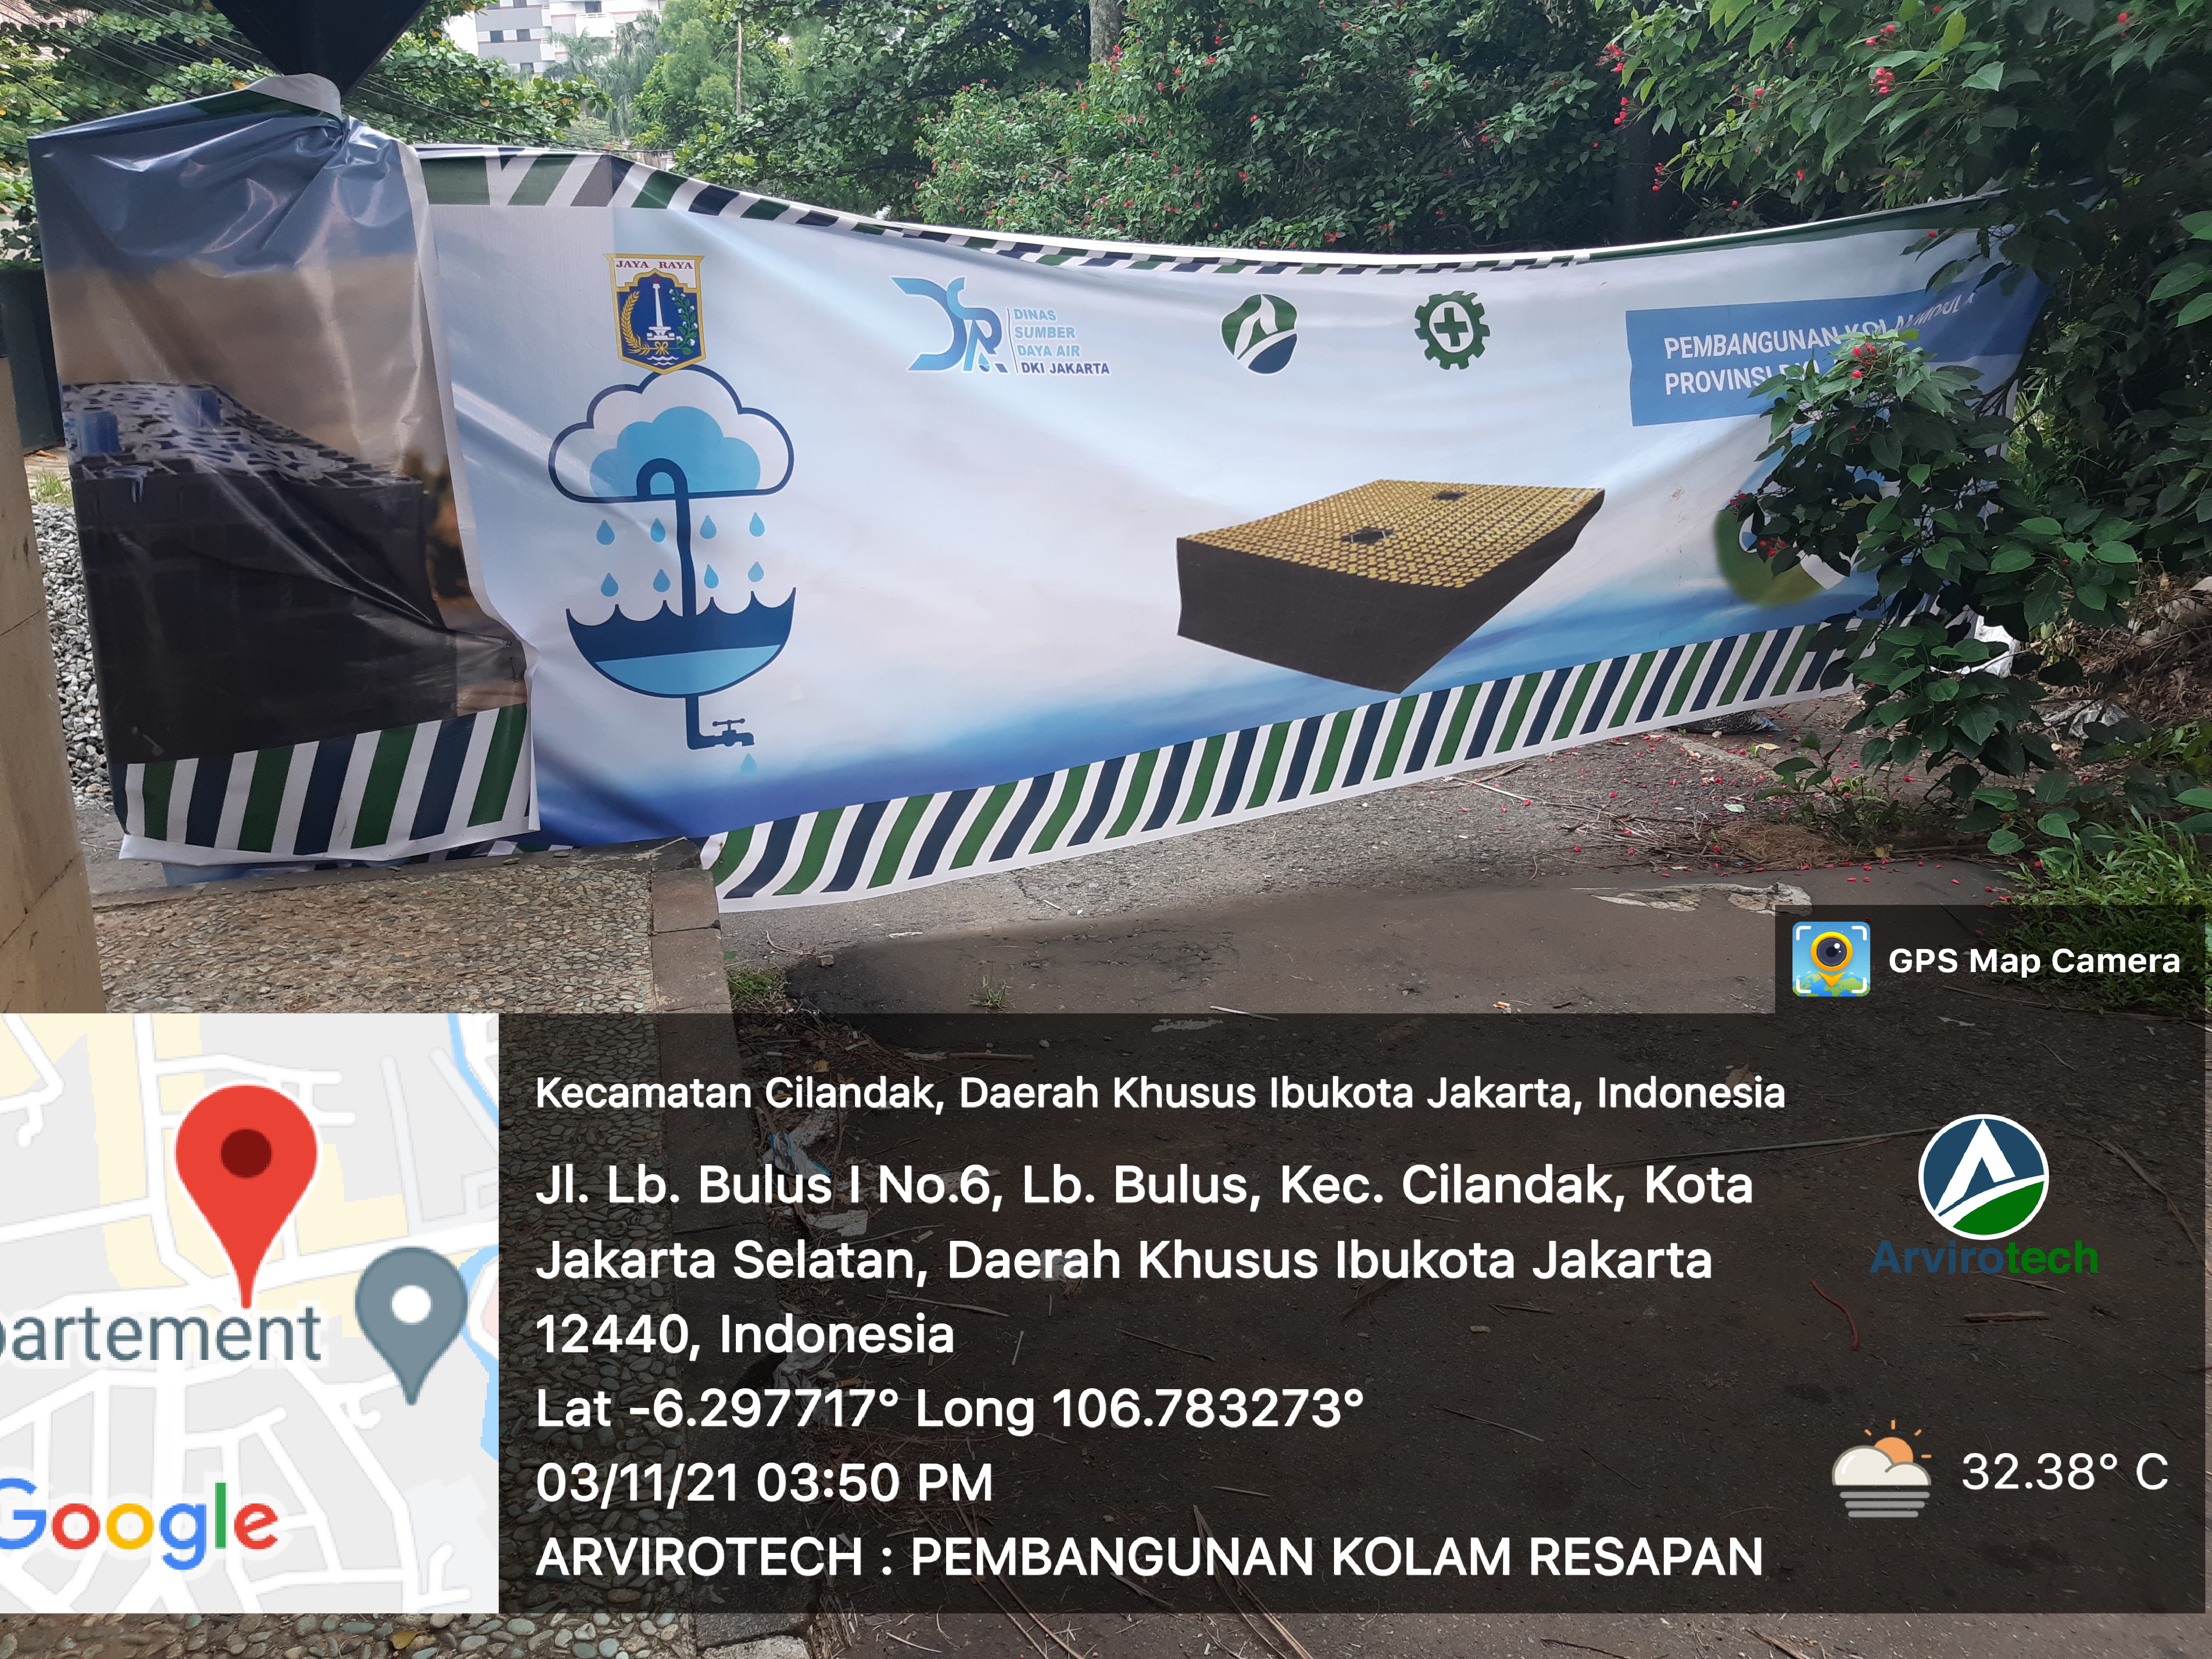 JAYA RAYA
DINAS
SUMBER
DAYA AIR
DKI JAKARTA
PEMBANGUNAN
PROVINSI
GPS Map Camera
Kecamatan Cilandak, Daerah Khusus Ibukota Jakarta, Indonesia
Jl. Lb. Bulus I No.6, Lb. Bulus, Kec. Cilandak, Kota
Jakarta Selatan, Daerah Khusus Ibukota Jakarta
12440, Indonesia
Lat -6.297717° Long 106.783273°
03/11/21 03:50 PM
ARVIROTECH : PEMBANGUNAN KOLAM RESAPAN
Arvirotech
32.38° C
partement
Google